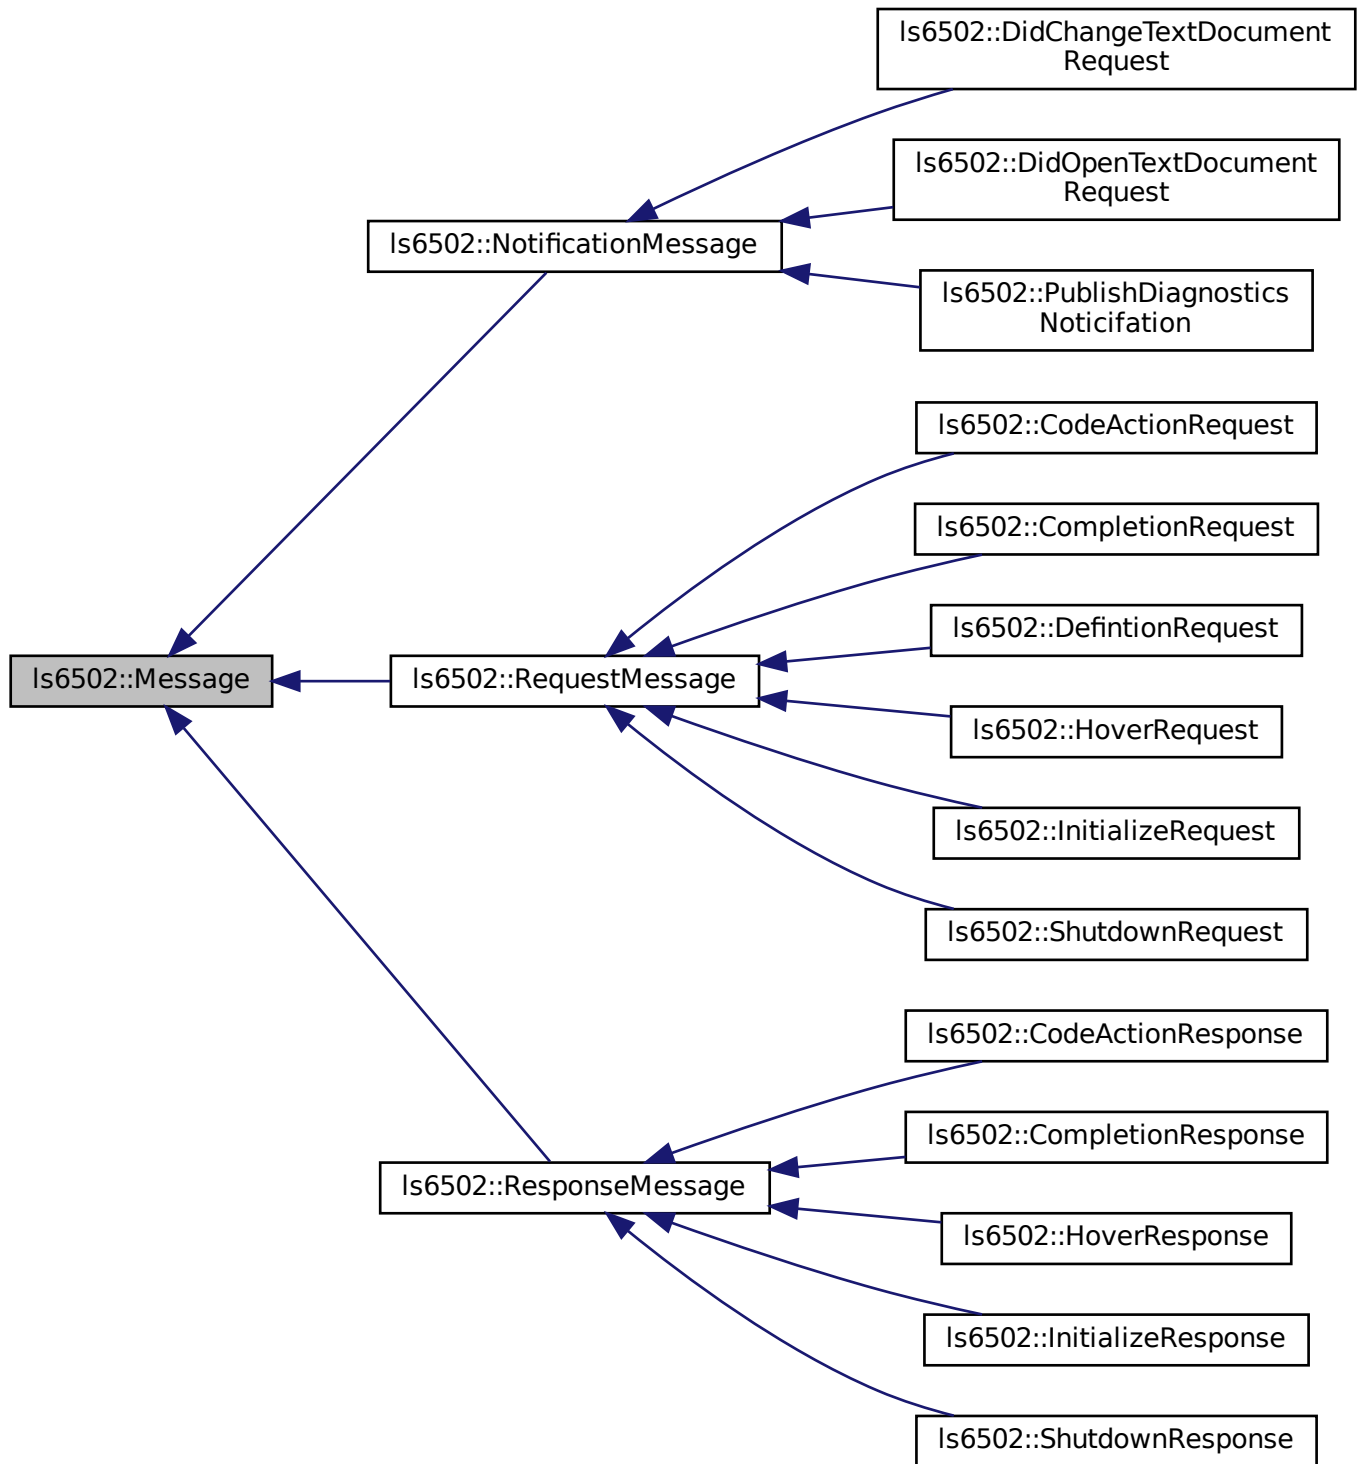 ls6502::DidChangeTextDocument
Request
ls6502::DidOpenTextDocument
Request
ls6502::NotificationMessage
ls6502::PublishDiagnostics
Noticifation
ls6502::CodeActionRequest
ls6502::CompletionRequest
ls6502::DefintionRequest
ls6502::Message
ls6502::RequestMessage
ls6502::HoverRequest
ls6502::InitializeRequest
ls6502::ShutdownRequest
ls6502::CodeActionResponse
ls6502::CompletionResponse
ls6502::ResponseMessage
ls6502::HoverResponse
ls6502::InitializeResponse
ls6502::ShutdownResponse